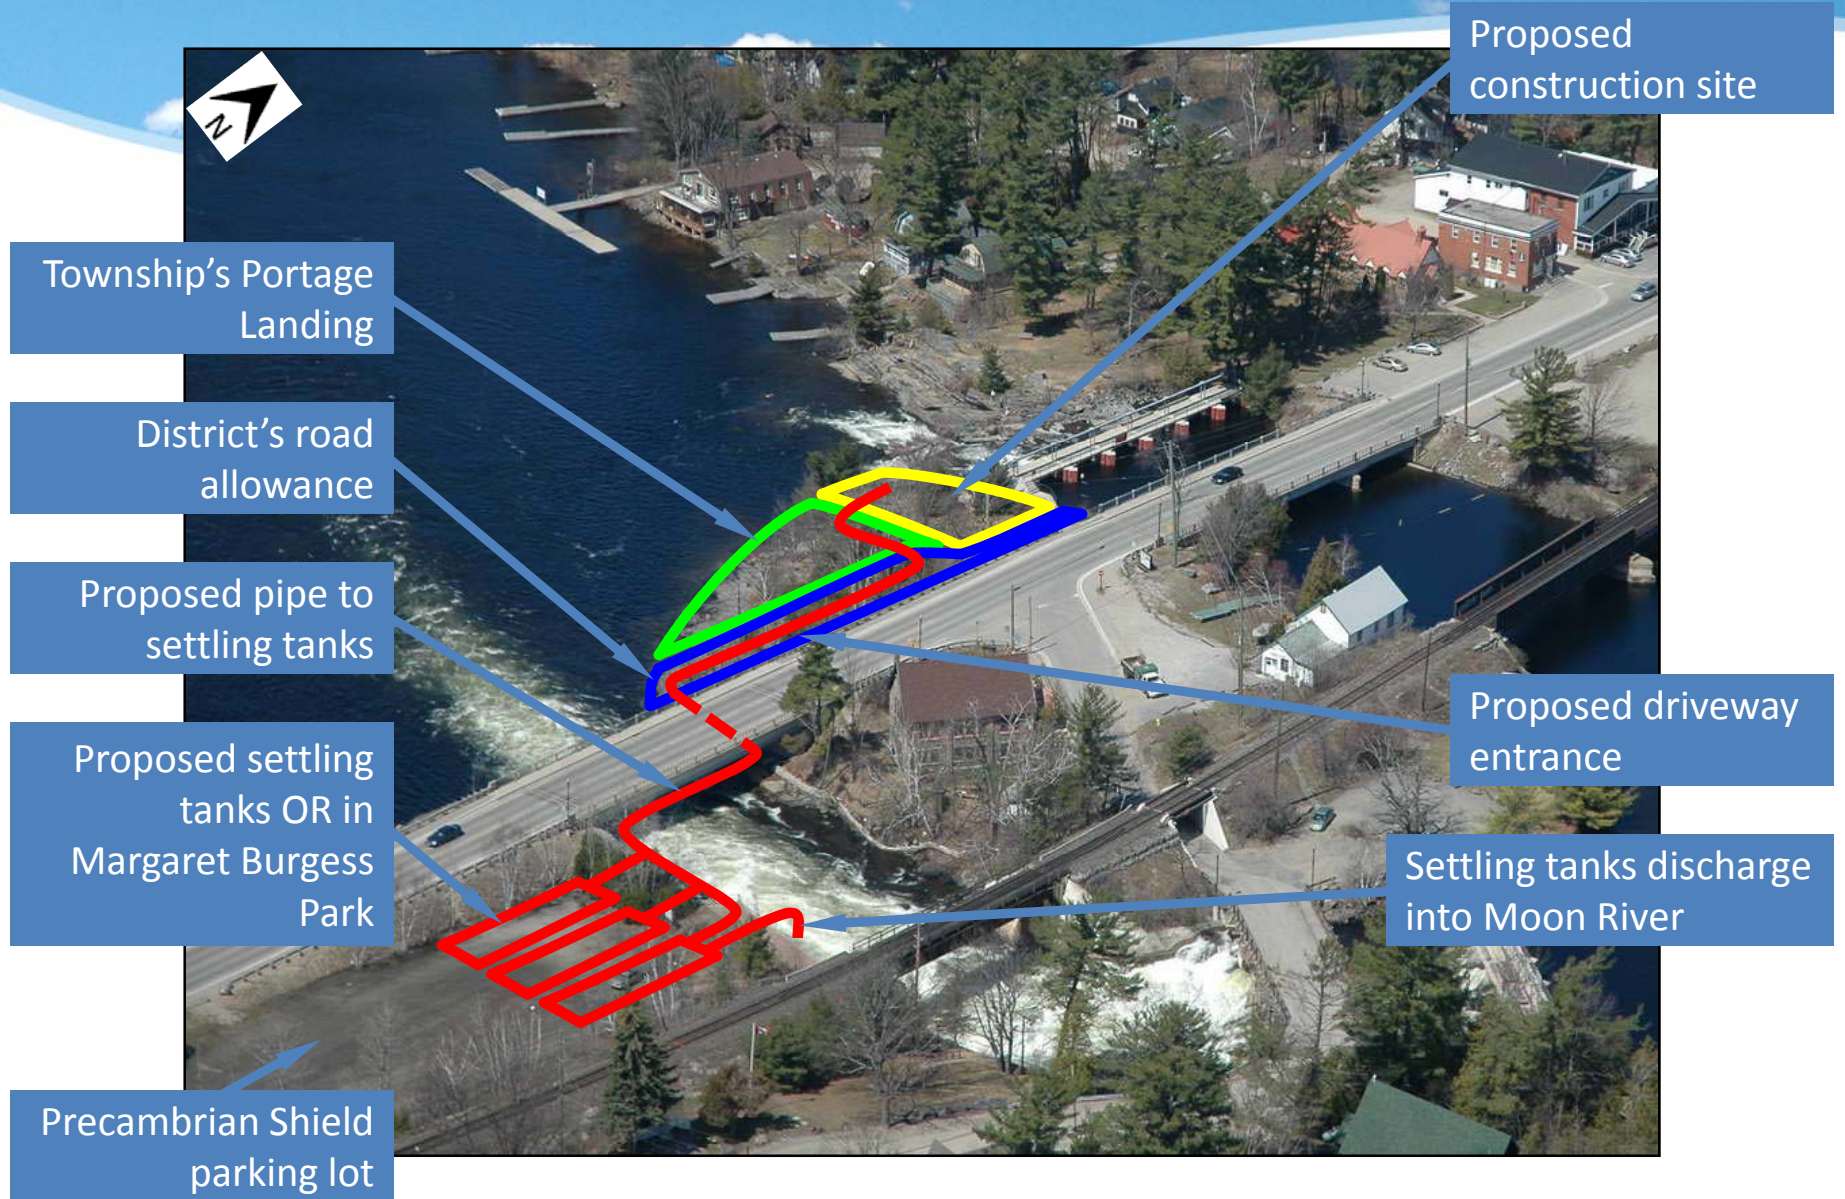 Proposed
construction site
N
Township’s Portage
Landing
District’s road
allowance
Proposed pipe to
settling tanks
Proposed settling
tanks OR in
Margaret Burgess
Park
Precambrian Shield
parking lot
Proposed driveway
entrance
Settling tanks discharge
into Moon River